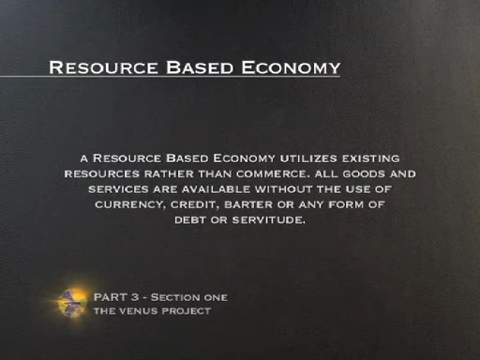 RESOURCE BASED ECONOMY
A RESOURCE BASED ECONOMY UTILIZES EXISTING
RESOURCES RATHER THAN COMMERCE. ALL GOODS AND
SERVICES ARE AVAILABLE WITHOUT THE USE OF
CURRENCY, CREDIT, BARTER OR ANY FORM OF
DEBT OR SERVITUDE.
PART 3 - SECTION ONE
THE VENUS PROJECT